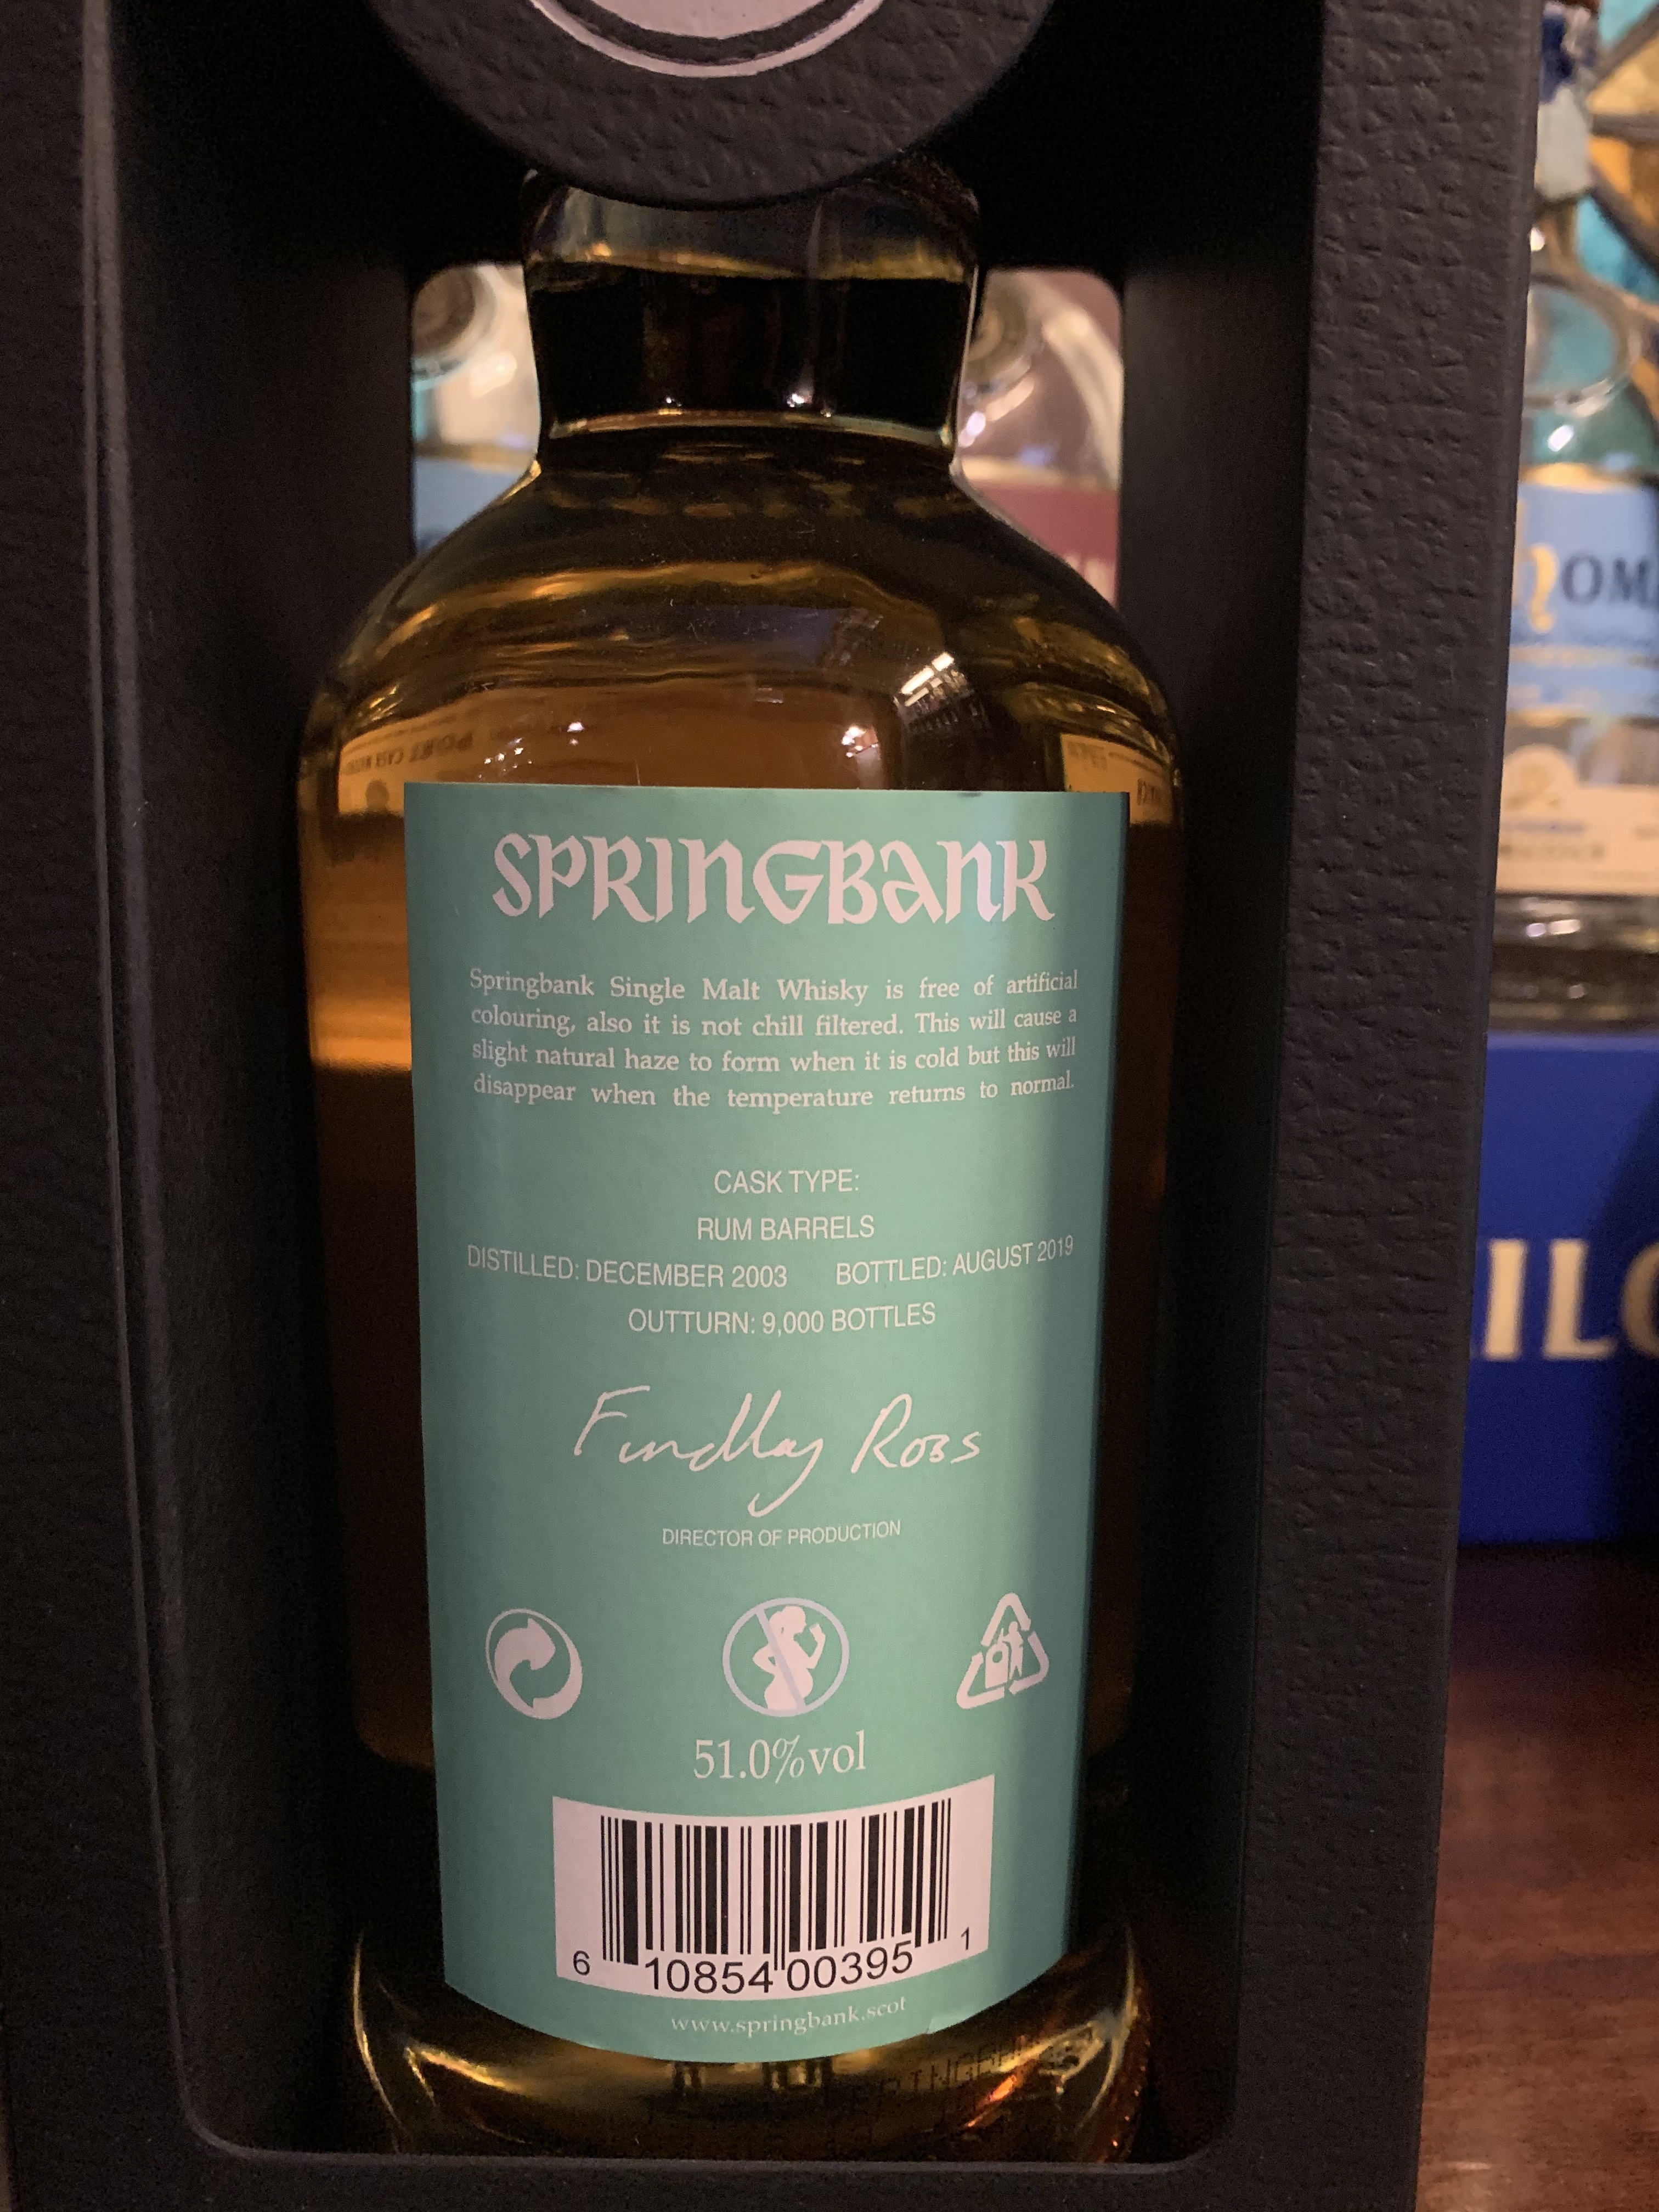 SPRINGBANK
Springbank Single Malt Whisky is free of artificial
colouring, also it is not chill filtered. This will cause a
slight natural haze to form when it is cold but this will
disappear when the temperature returns to normal.
CASK TYPE:
RUM BARRELS
DISTILLED: DECEMBER 2003 BOTTLED: AUGUST 2019
OUTTURN: 9,000 BOTTLES
Findlay Ross
DIRECTOR OF PRODUCTION
51.0%vol
6 10854 00395 1
www.springbank.scot